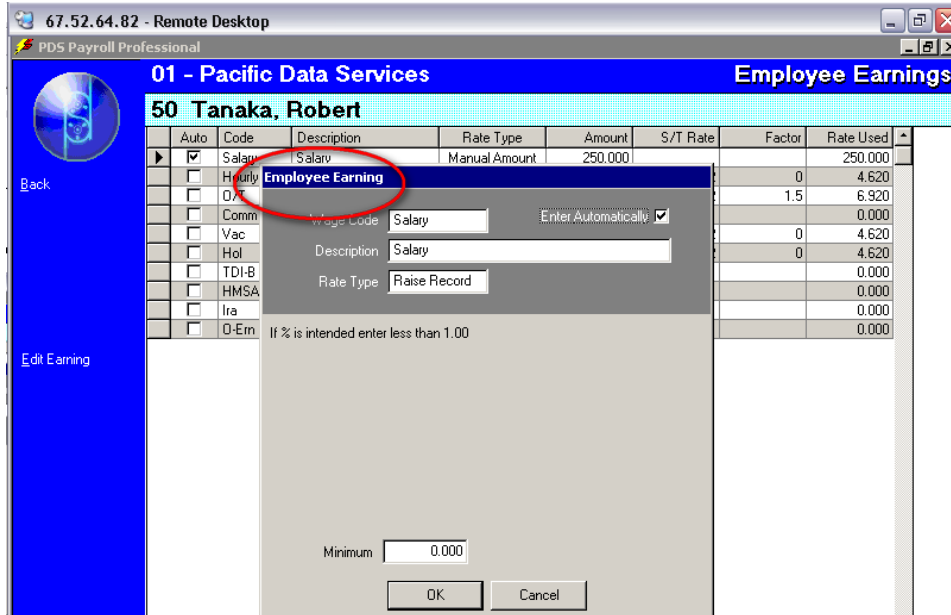 67.52.64.82 - Remote Desktop
PDS Payroll Professional
01 - Pacific Data Services Employee Earnings
50 Tanaka, Robert
Auto Code Description Rate Type Amount S/T Rate Factor Rate Used
Salary Salary Manual Amount 250.000 250.000
Hourly 0 4.620
O/T 1.5 6.920
Comm 0.000
Vac 0 4.620
Hol 0 4.620
TDI-B 0.000
HMSA 0.000
Ira 0.000
O-Ern 0.000
Back
Edit Earning
Employee Earning
Wage Code Salary Enter Automatically
Description Salary
Rate Type Raise Record
If % is intended enter less than 1.00
Minimum 0.000
OK Cancel